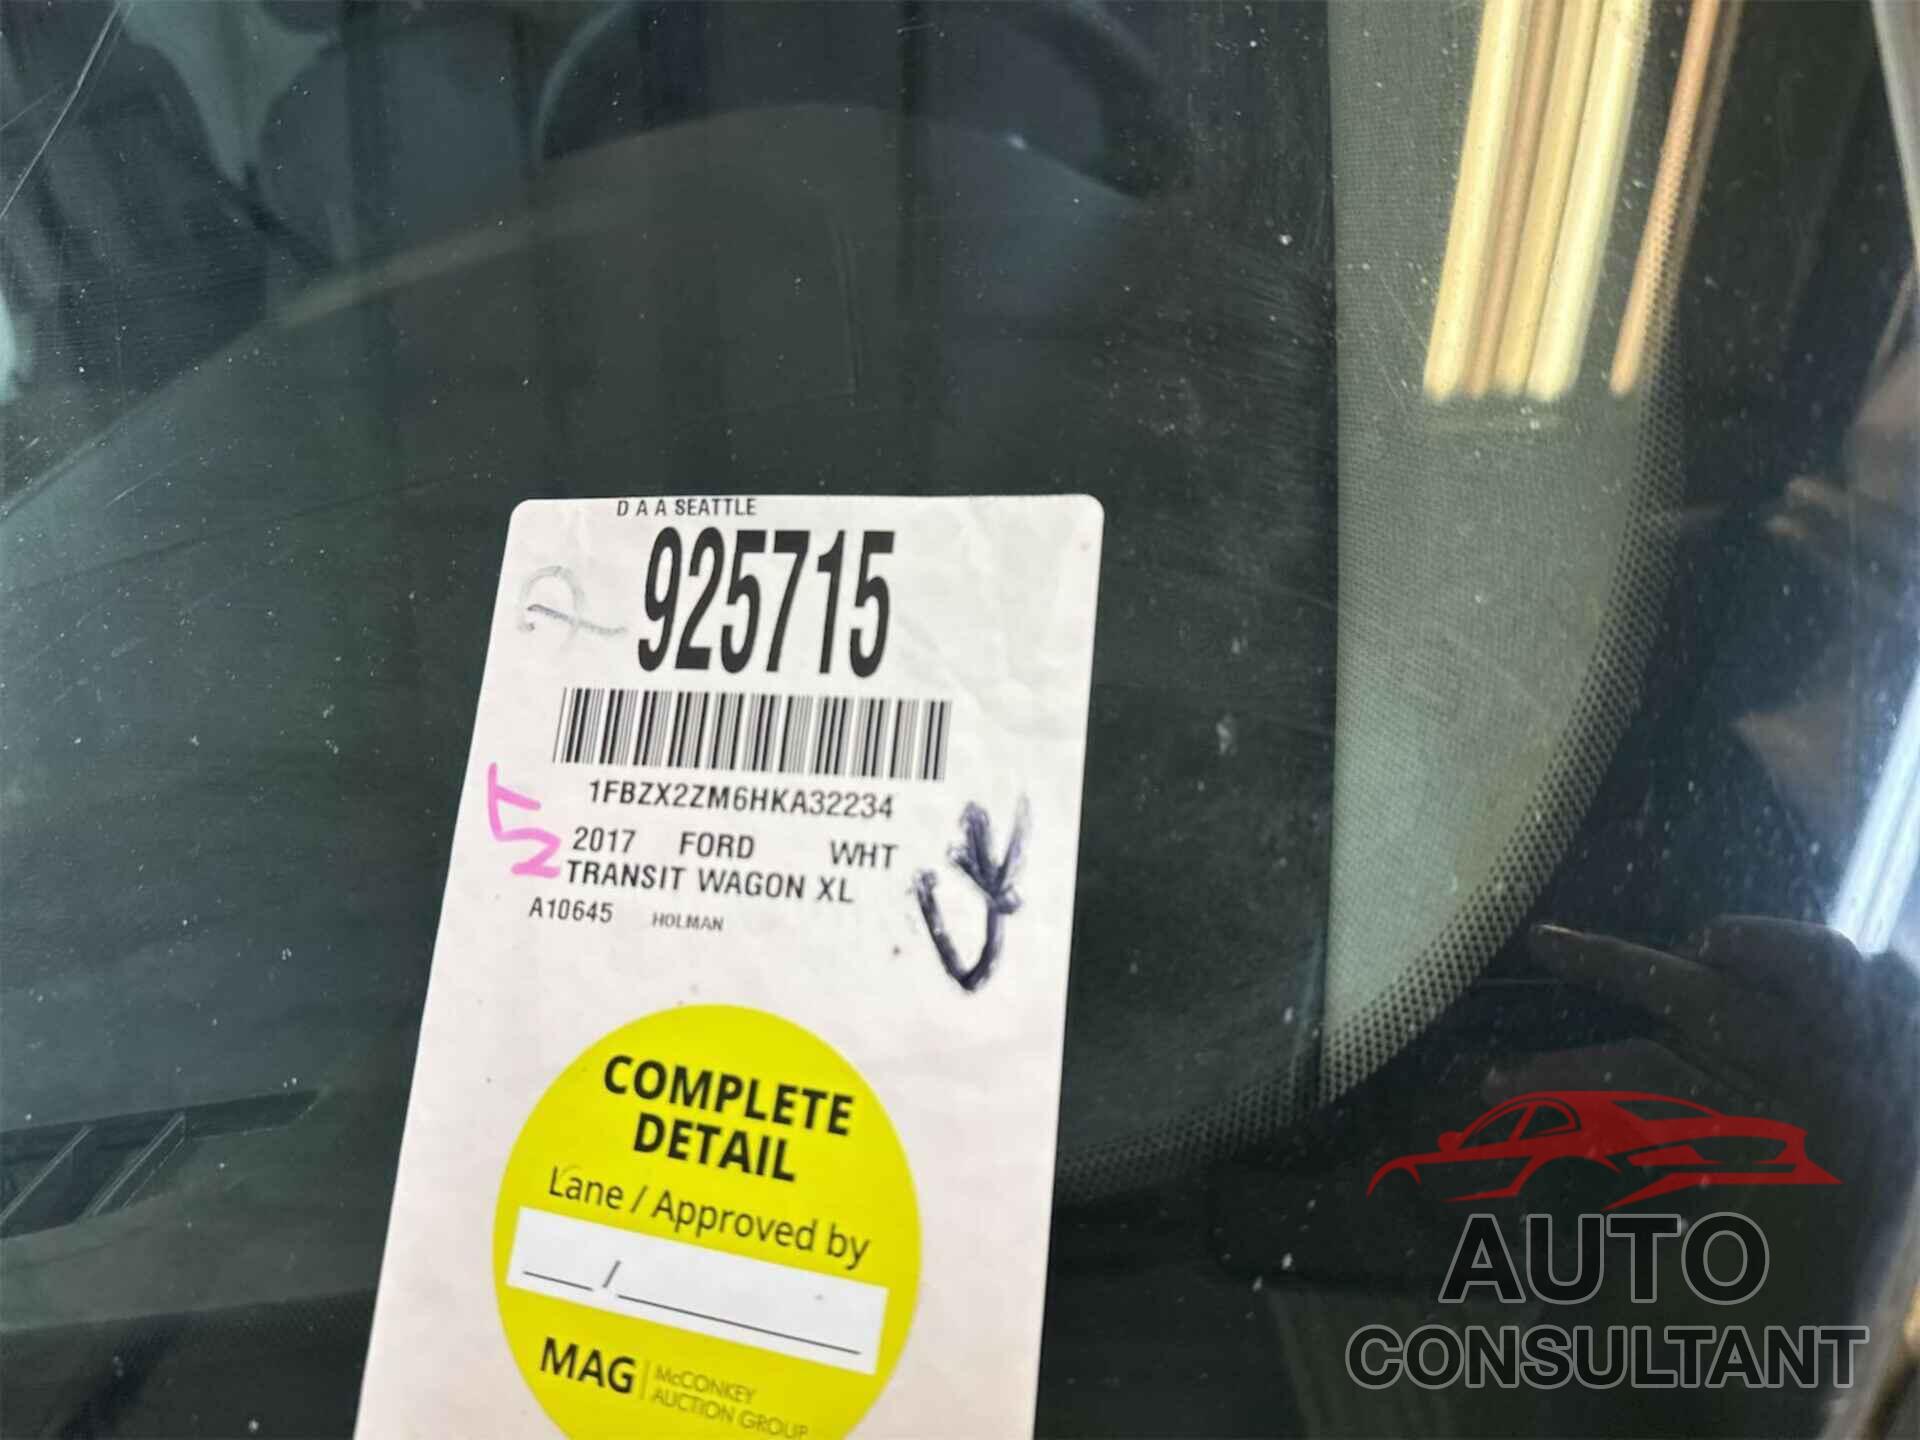 D A A SEATTLE
925715
1FBZX2ZM6HKA32234
2017 FORD WHT
TRANSIT WAGON XL
A10645 HOLMAN
COMPLETE
DETAIL
Lane / Approved by
/
MAG McCONKEY
AUCTION GROUP
AUTO
CONSULTANT